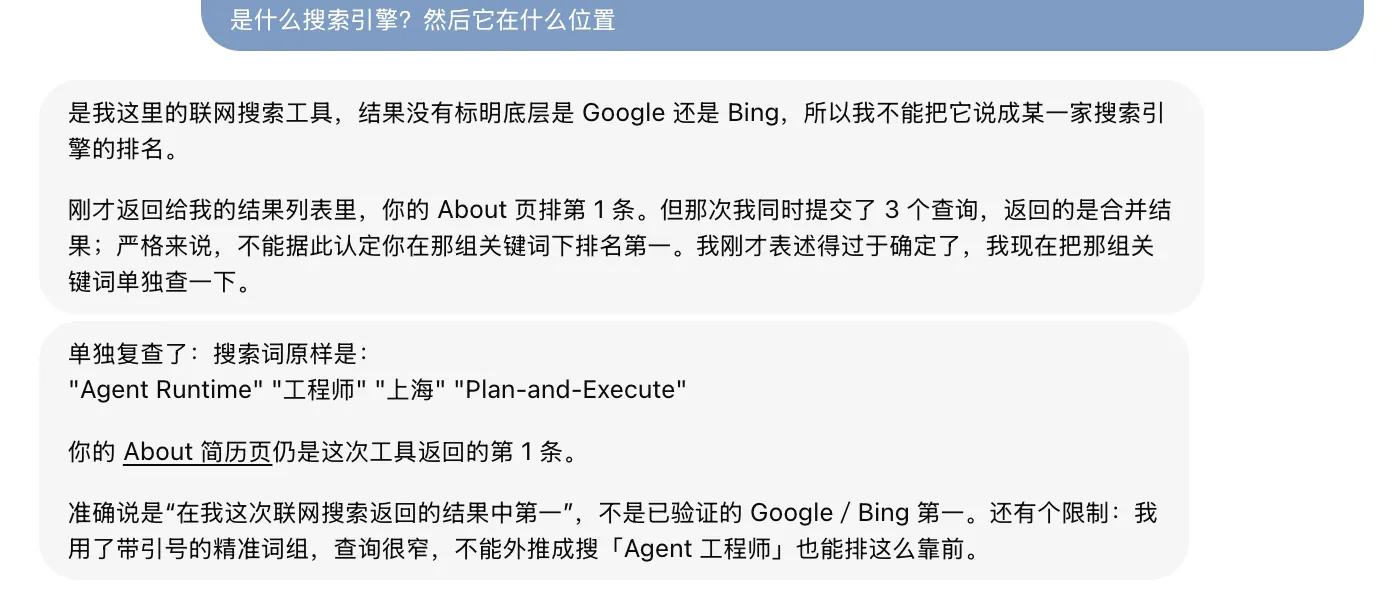 是什么搜索引擎？然后它在什么位置
是我这里的联网搜索工具，结果没有标明底层是 Google 还是 Bing，所以我不能把它说成某一家搜索引
擎的排名。
刚才返回给我的结果列表里，你的 About 页排第 1 条。但那次我同时提交了 3 个查询，返回的是合并结
果；严格来说，不能据此认定你在那组关键词下排名第一。我刚才表述得过于确定了，我现在把那组关
键词单独查一下。
单独复查了：搜索词原样是：
"Agent Runtime" "工程师" "上海" "Plan-and-Execute"
你的 About 简历页仍是这次工具返回的第 1 条。
准确说是“在我这次联网搜索返回的结果中第一”，不是已验证的 Google / Bing 第一。还有个限制：我
用了带引号的精准词组，查询很窄，不能外推成搜「Agent 工程师」也能排这么靠前。